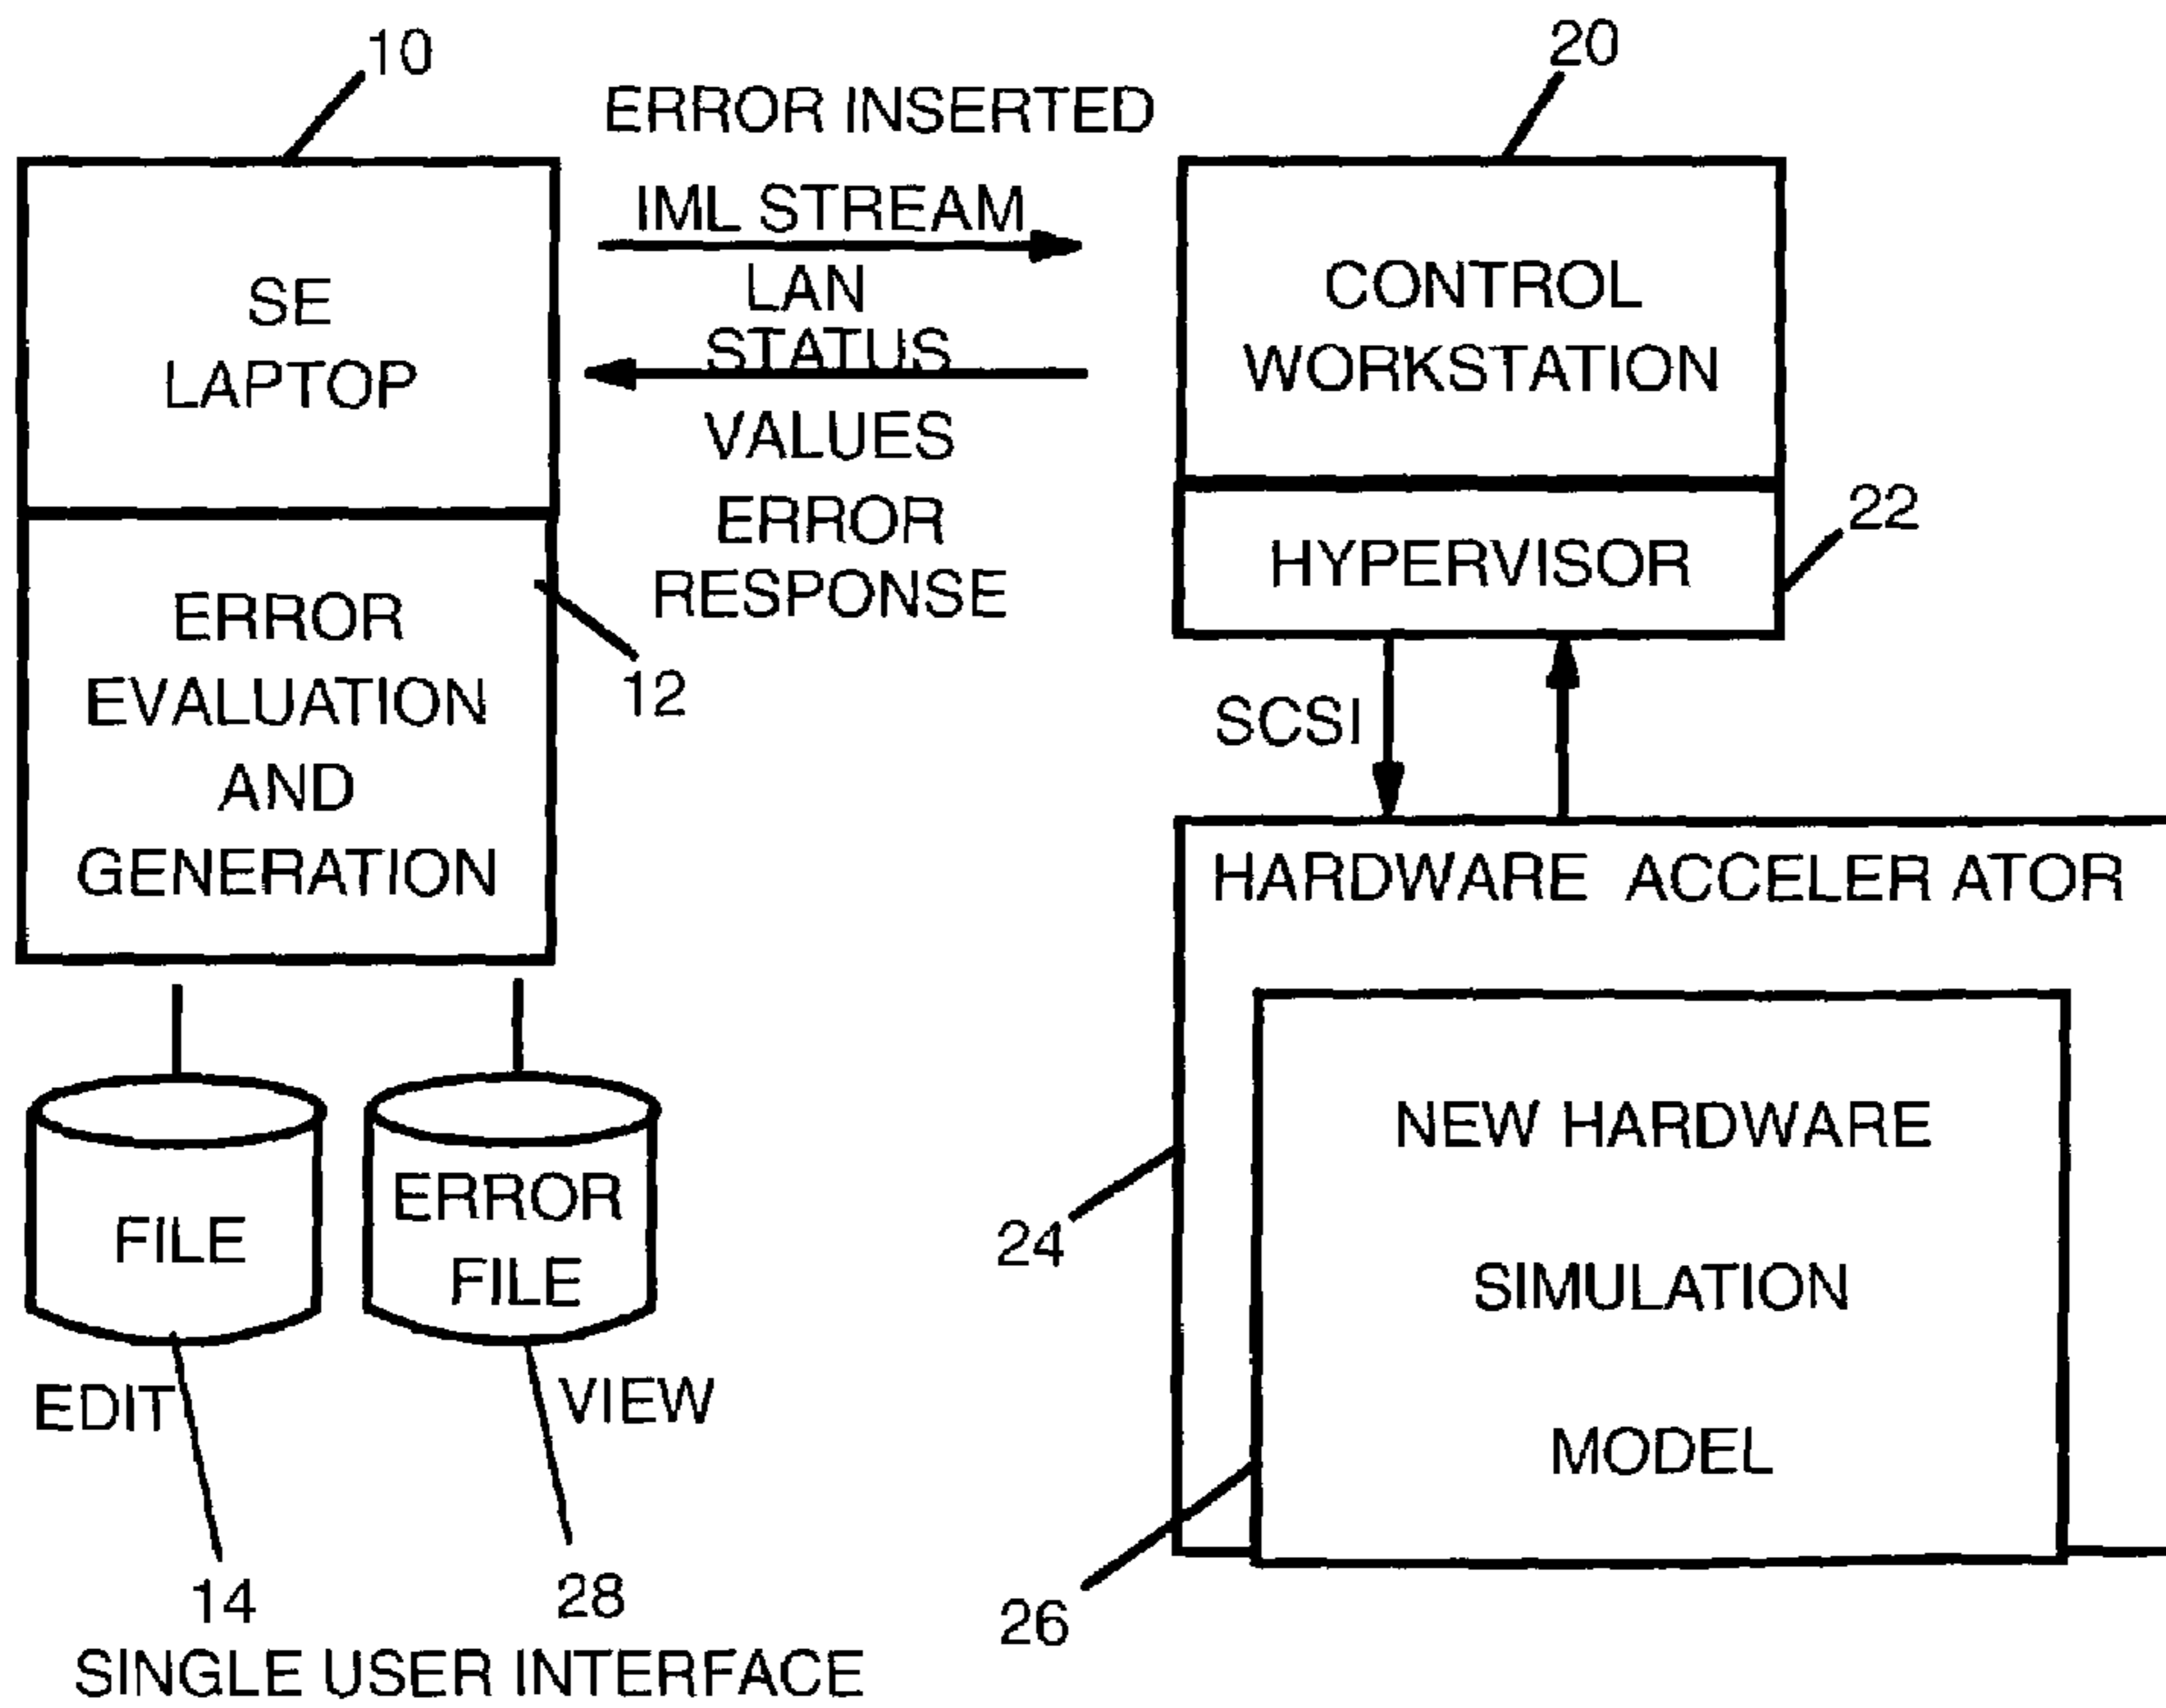 10
20
ERROR INSERTED
IML STREAM
LAN
STATUS
VALUES
ERROR
RESPONSE
SE
LAPTOP
ERROR
EVALUATION
AND
GENERATION
12
CONTROL
WORKSTATION
HYPERVISOR
22
SCSI
HARDWARE ACCELER ATOR
NEW HARDWARE
SIMULATION
MODEL
24
26
FILE
ERROR
FILE
EDIT
VIEW
14
28
SINGLE USER INTERFACE